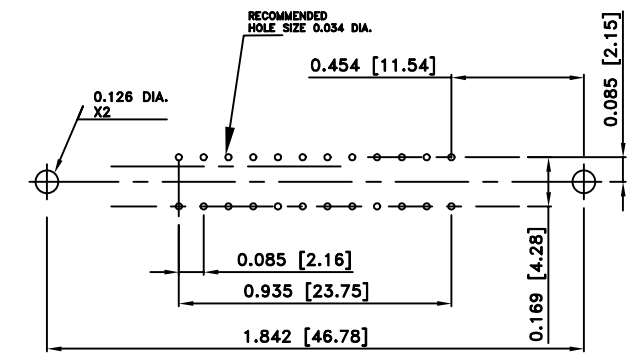 RECOMMENDED
HOLE SIZE 0.034 DIA.
0.454 [11.54]
0.085 [2.15]
0.126 DIA.
X2
0.085 [2.16]
0.935 [23.75]
0.169 [4.28]
1.842 [46.78]